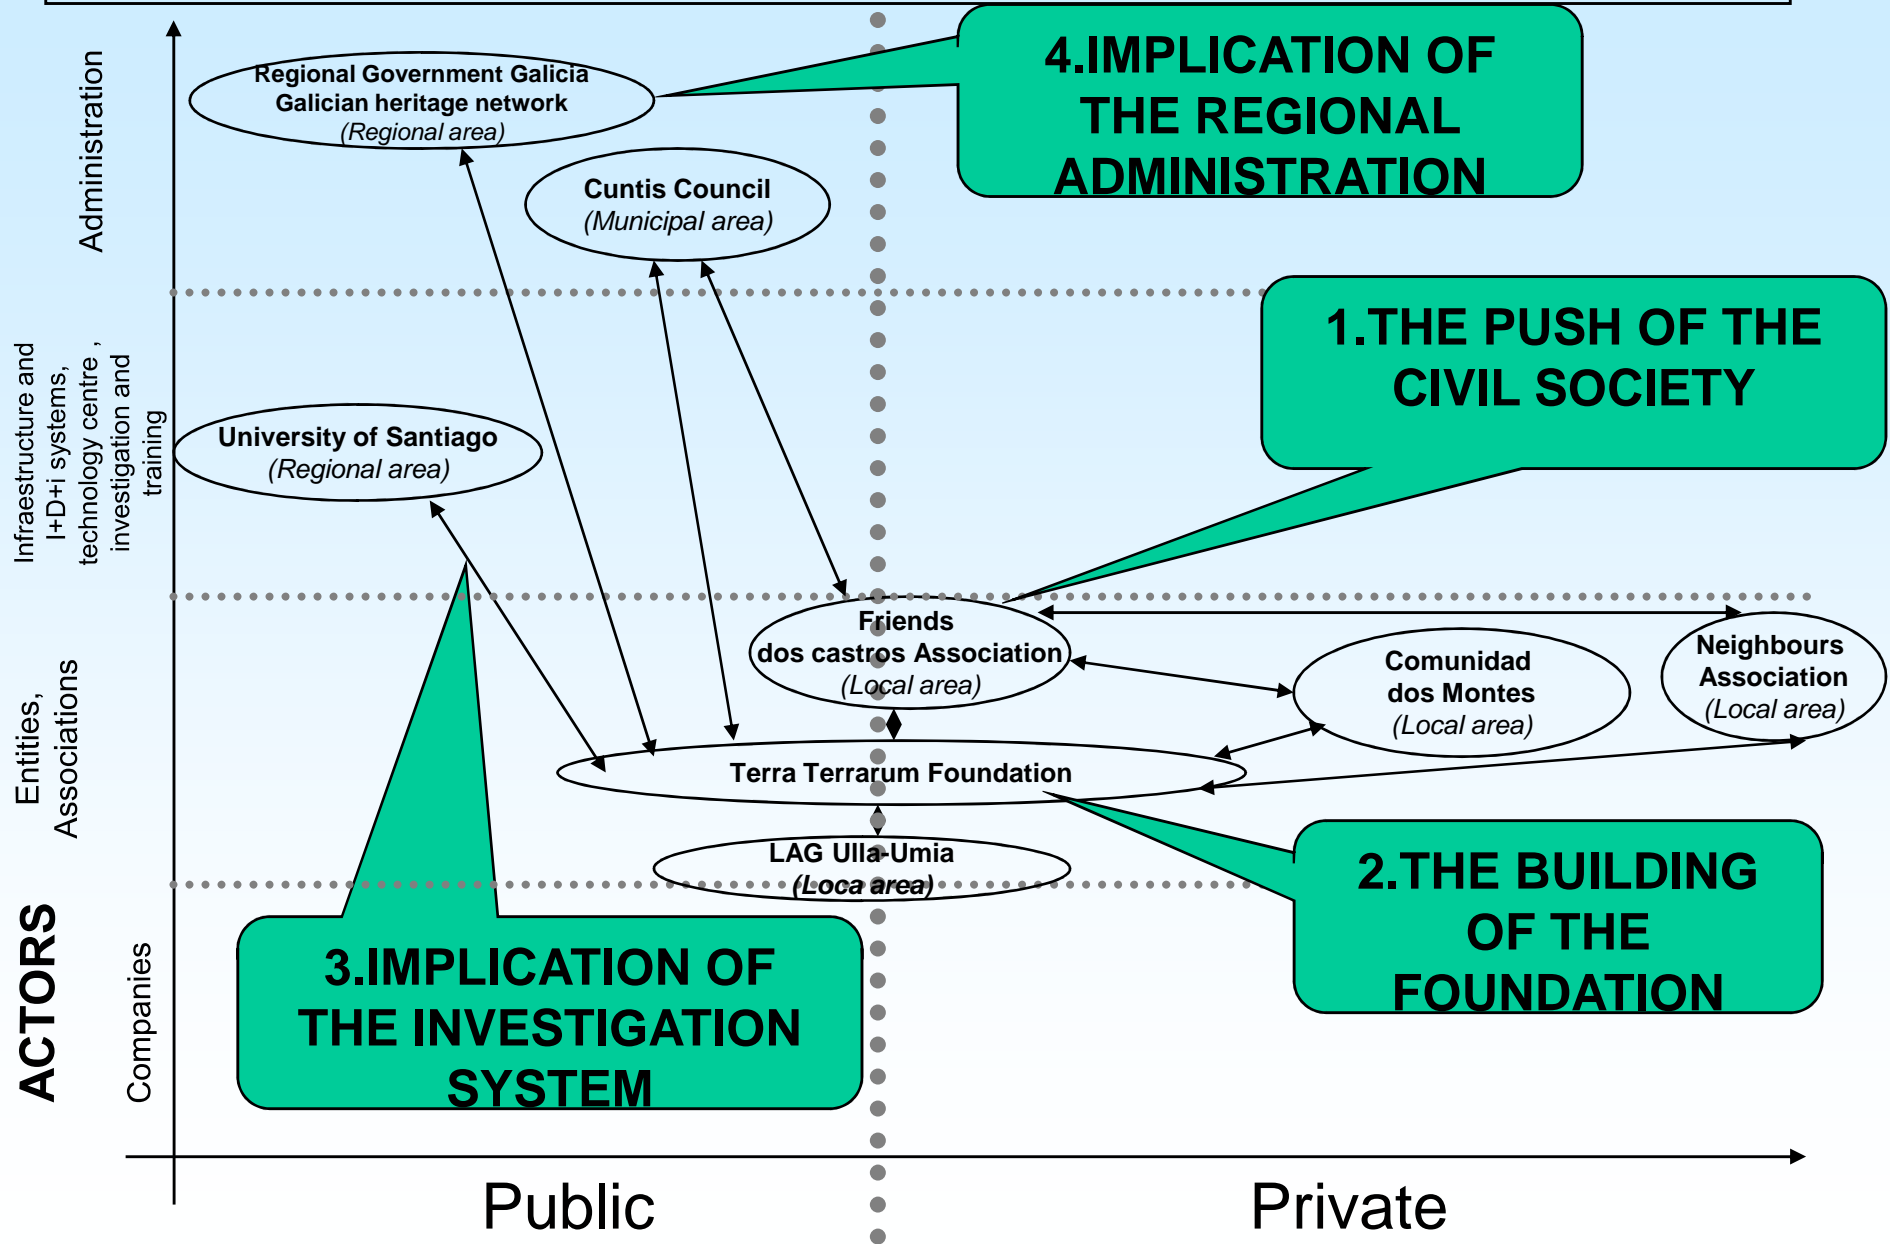 4.IMPLICATION OF
THE REGIONAL
ADMINISTRATION
Administration
Regional Government Galicia
Galician heritage network
(Regional area)
Cuntis Council
(Municipal area)
1.THE PUSH OF THE
CIVIL SOCIETY
Infraestructure and
I+D+i systems,
technology centre ,
investigation and
training
University of Santiago
(Regional area)
Entities,
Associations
Friends
dos castros Association
(Local area)
Comunidad
dos Montes
(Local area)
Neighbours
Association
(Local area)
Terra Terrarum Foundation
LAG Ulla-Umia
(Loca area)
2.THE BUILDING
OF THE
FOUNDATION
3.IMPLICATION OF
THE INVESTIGATION
SYSTEM
ACTORS
Companies
Public
Private